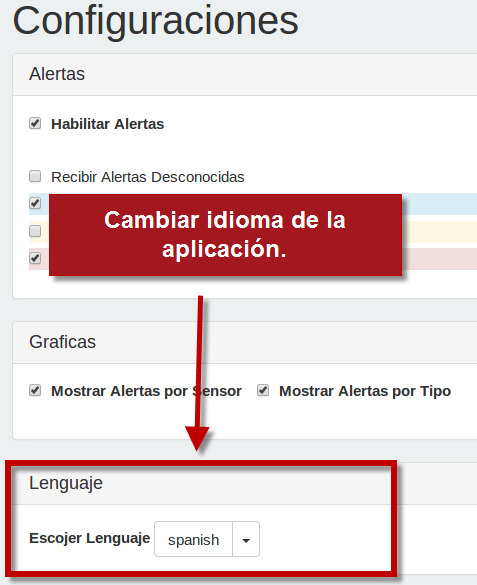 Configuraciones
Alertas
Habilitar Alertas
Recibir Alertas Desconocidas
Cambiar idioma de la
aplicación.
Graficas
Mostrar Alertas por Sensor Mostrar Alertas por Tipo
Lenguaje
Escojer Lenguaje spanish